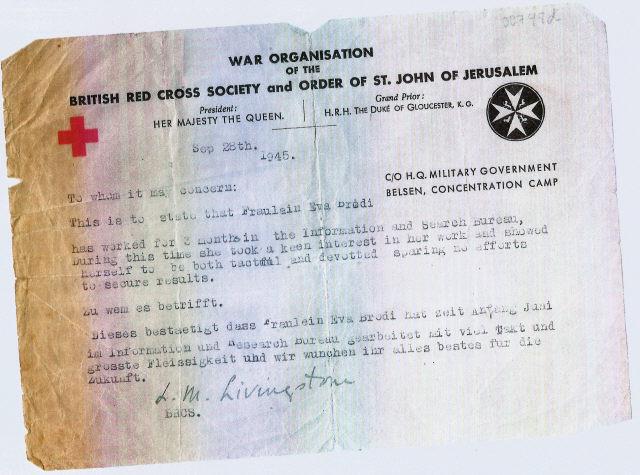 WAR ORGANISATION
OF THE
BRITISH RED CROSS SOCIETY and ORDER OF ST. JOHN OF JERUSALEM
President:
HER MAJESTY THE QUEEN.
Grand Prior:
H.R.H. THE DUKE OF GLOUCESTER, K.G.
Sep 28th.
1945.
C/O H.Q. MILITARY GOVERNMENT
BELSEN, CONCENTRATION CAMP
To whom it may concern:
This is to state that Fraulein Eva Brodi
has worked for 3 months in the Information and Search Bureau,
During this time she took a keen interest in her work and showed
herself to be both tactful and devotted sparing no efforts
to secure results.
Zu wem es betrifft.
Dieses bestaetigt dass Fraulein Eva Brodi hat zeit Anfang Juni
im Information und Research Bureau gearbeitet mit viel Takt und
grosste Fleissigkeit und wir wunchen ihr alles bestes fur die
Zukunft.
L. M. Livingstone
BRCS.